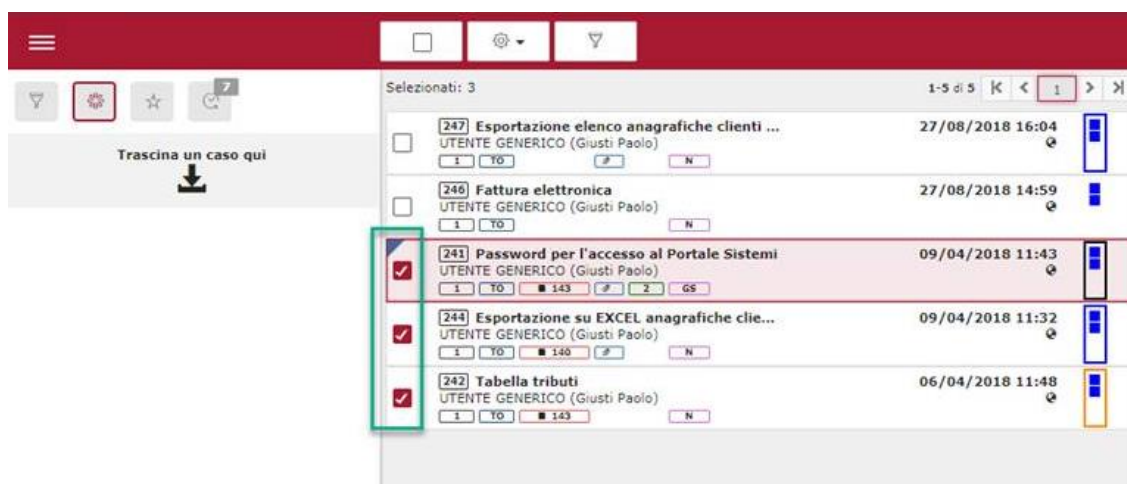 7
Trascina un caso qui
Selezionati: 3
1-5 di 5
1
247 Esportazione elenco anagrafiche clienti ...
27/08/2018 16:04
UTENTE GENERICO (Giusti Paolo)
1 TO N
246 Fattura elettronica
27/08/2018 14:59
UTENTE GENERICO (Giusti Paolo)
1 TO N
241 Password per l'accesso al Portale Sistemi
09/04/2018 11:43
UTENTE GENERICO (Giusti Paolo)
1 TO 143 2 GS
244 Esportazione su EXCEL anagrafiche clie...
09/04/2018 11:32
UTENTE GENERICO (Giusti Paolo)
1 TO 140 N
242 Tabella tributi
06/04/2018 11:48
UTENTE GENERICO (Giusti Paolo)
1 TO 143 N